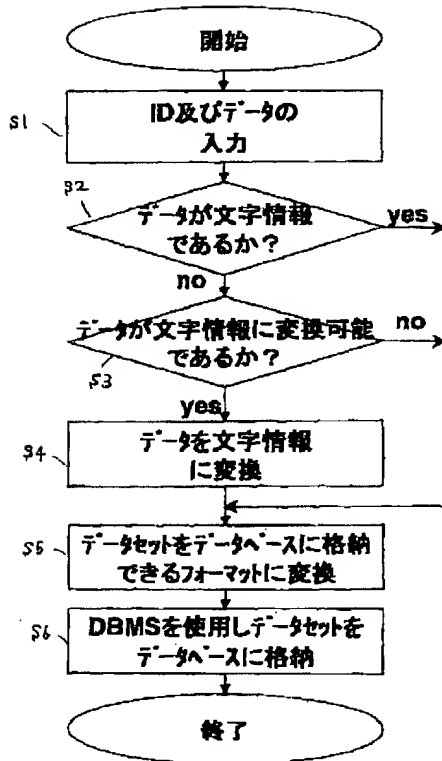 開始
S1
ID及びデータの
入力
S2
データが文字情報
であるか？
yes
no
データが文字情報に変換可能
であるか？
no
S3
yes
S4
データを文字情報
に変換
S5
データセットをデータベースに格納
できるフォーマットに変換
S6
DBMSを使用しデータセットを
データベースに格納
終了